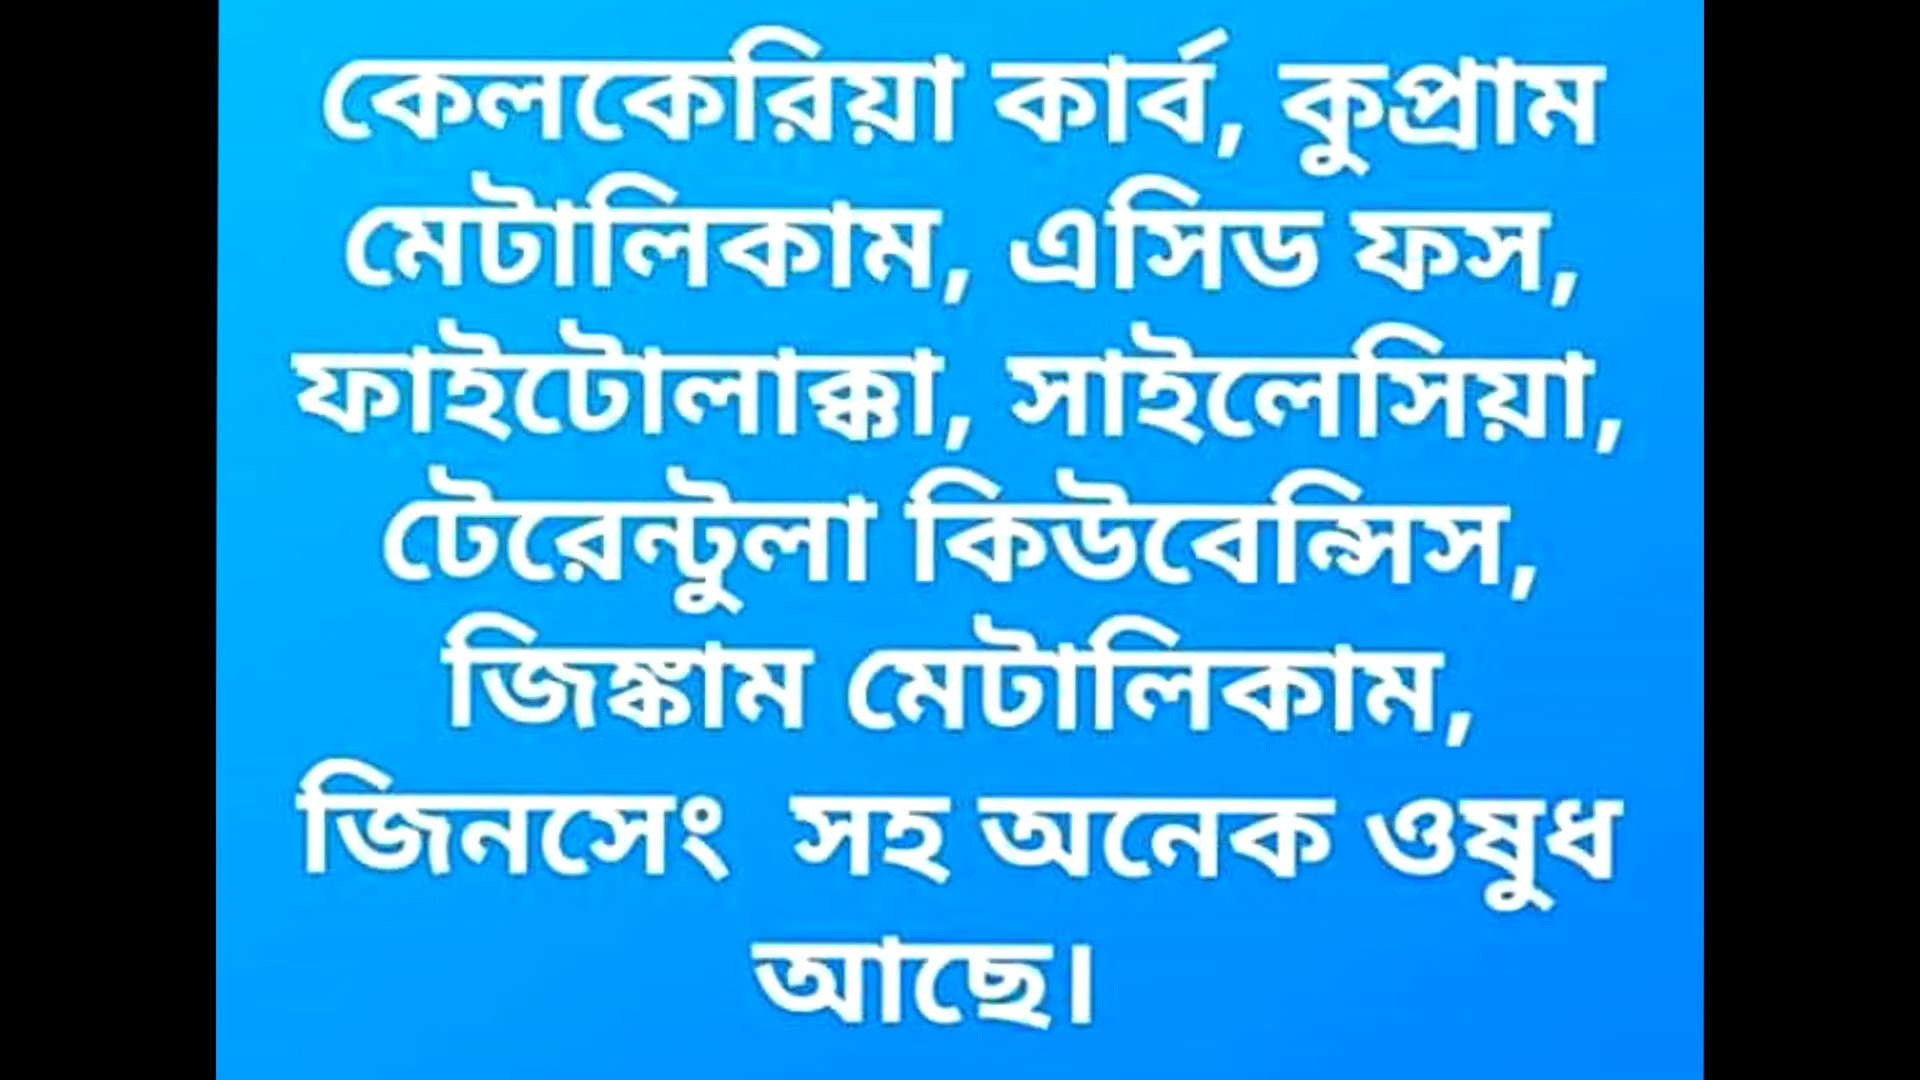 কেলকেরিয়া কার্ব, কুপ্রাম
মেটালিকাম, এসিড ফস,
ফাইটোলাক্কা, সাইলেসিয়া,
টেরেন্টুলা কিউবেন্সিস,
জিঙ্কাম মেটালিকাম,
জিনসেং সহ অনেক ওষুধ
আছে।